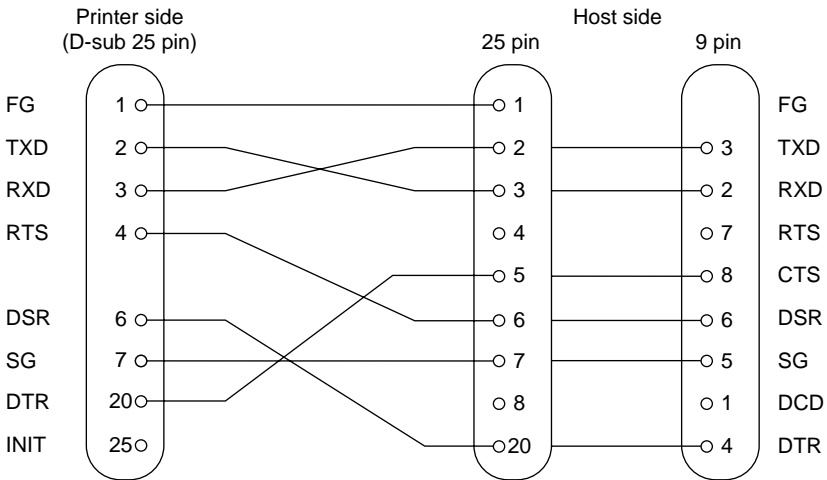 Printer side
(D-sub 25 pin)
Host side
25 pin
9 pin
FG 1 1 FG
TXD 2 2 3 TXD
RXD 3 3 2 RXD
RTS 4 4 7 RTS
5 8 CTS
DSR 6 6 6 DSR
SG 7 7 5 SG
DTR 20 8 1 DCD
INIT 25 20 4 DTR